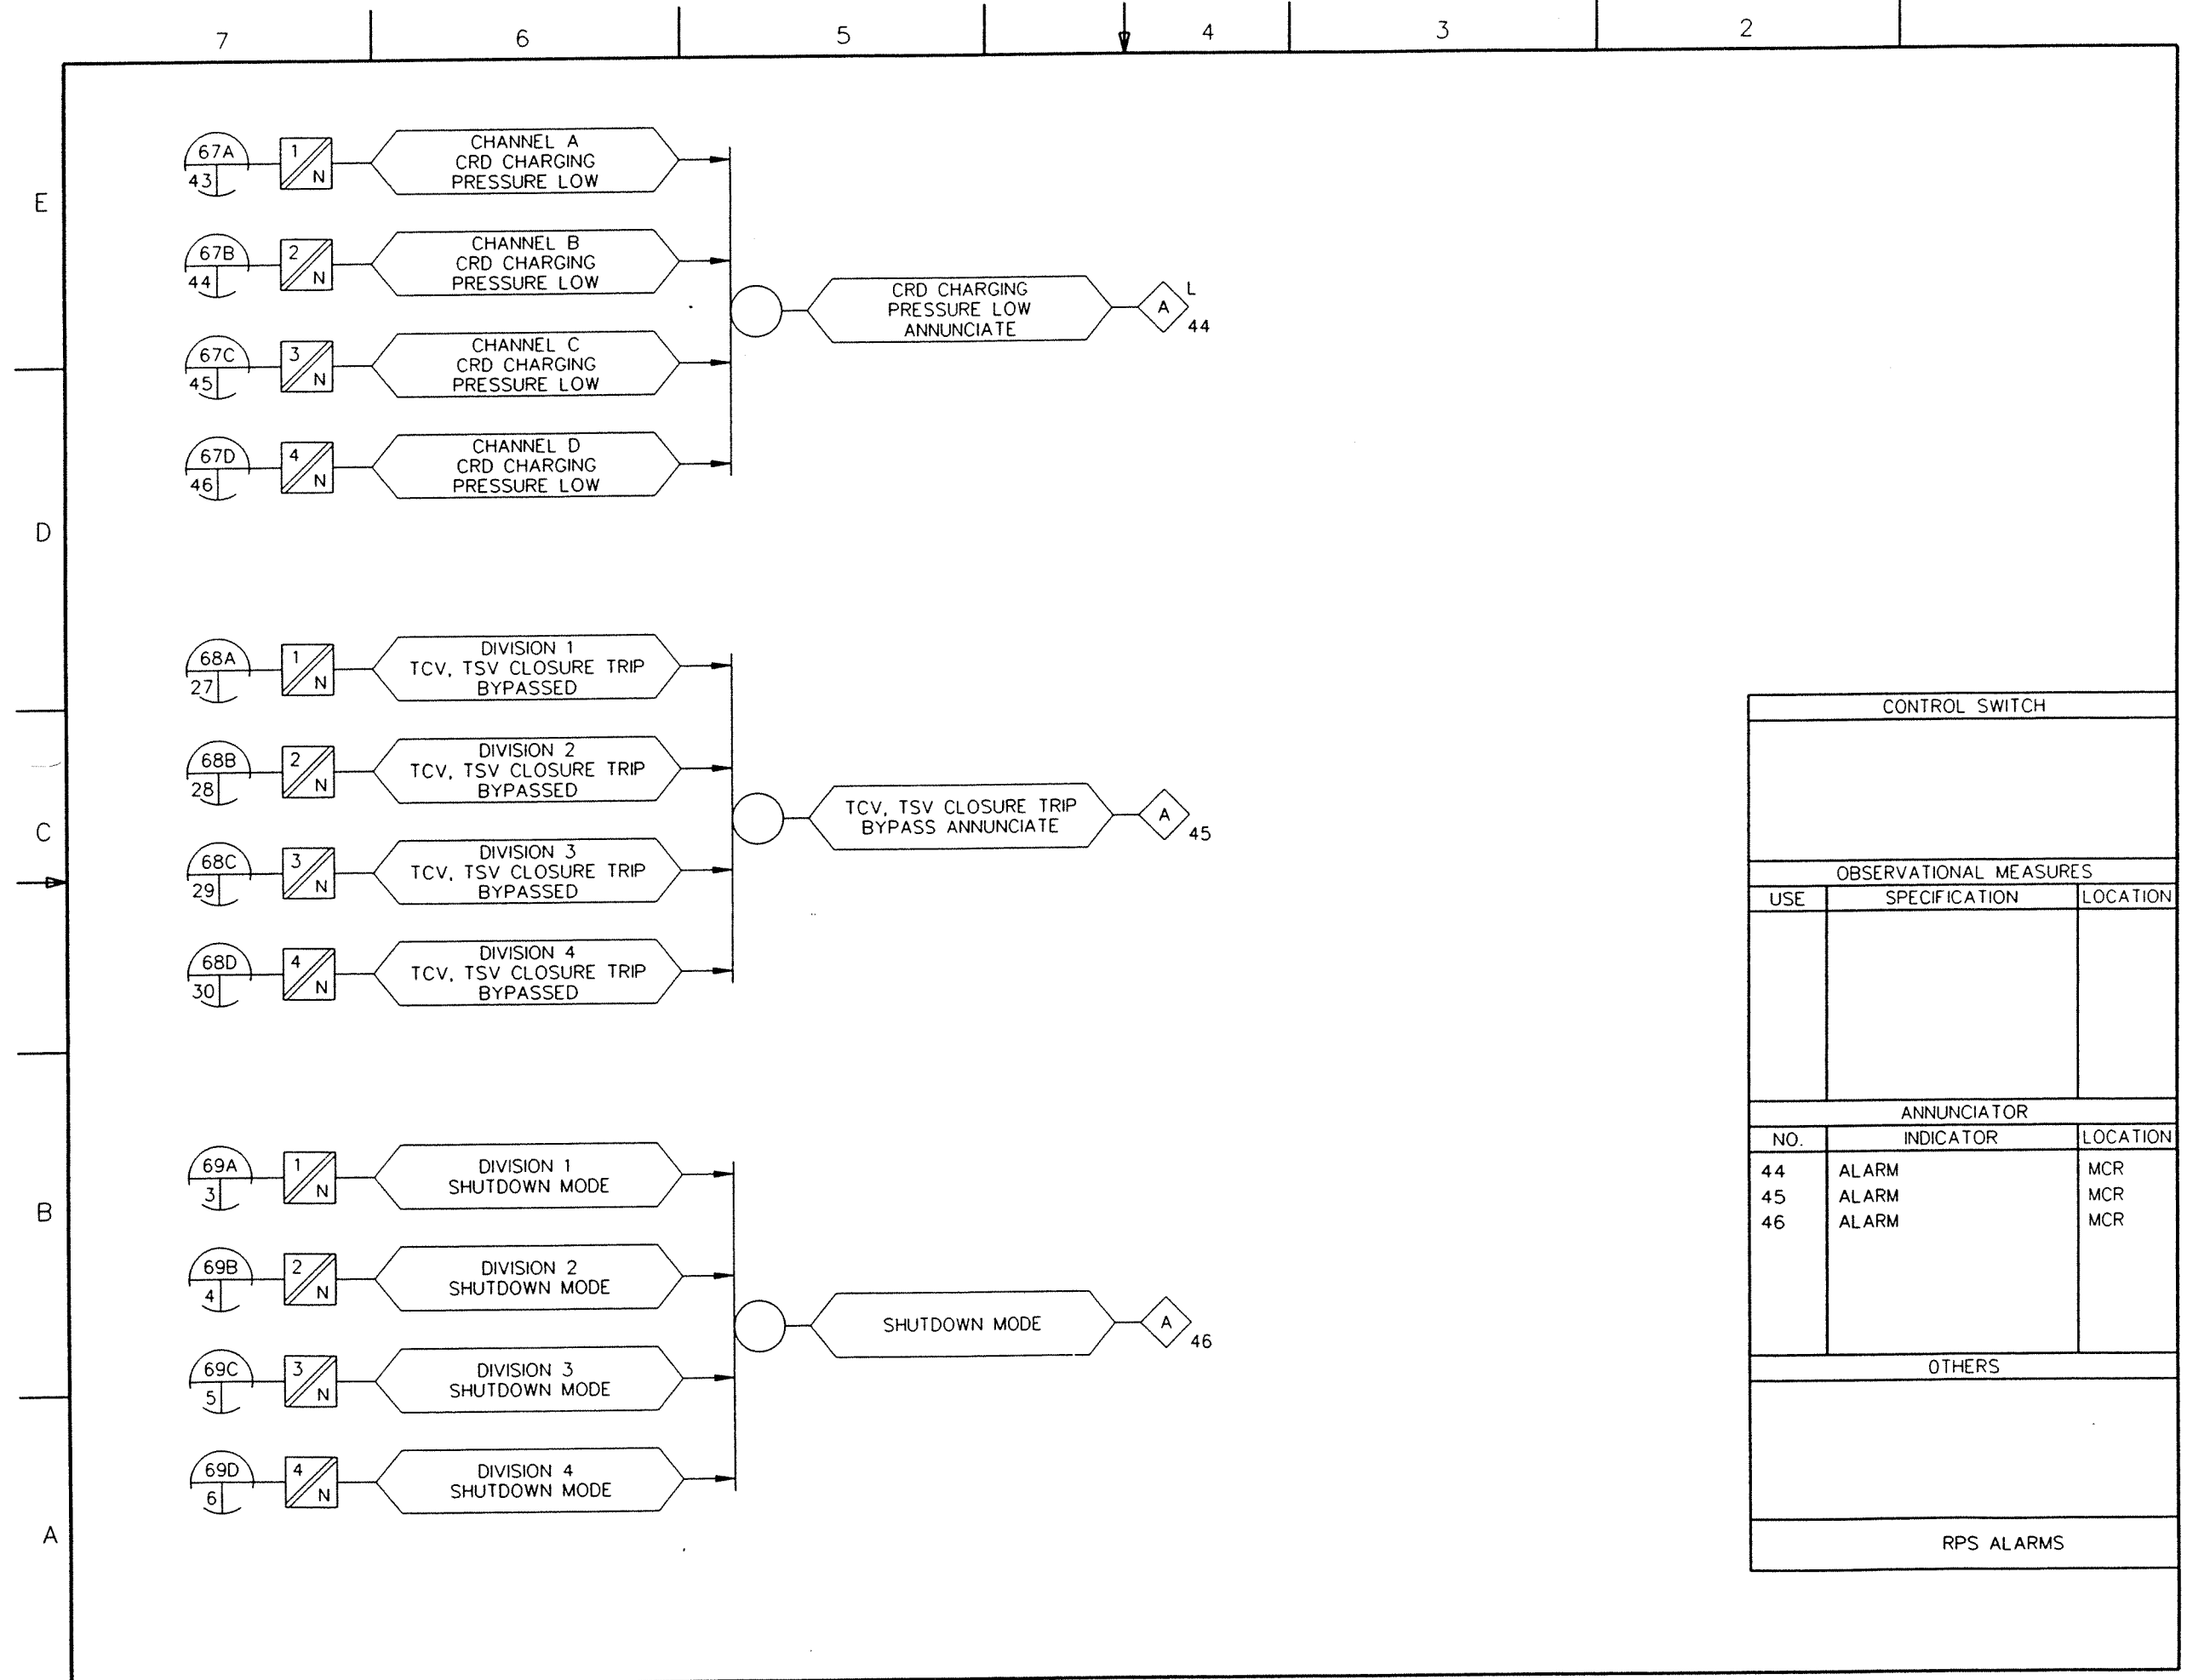 7 6 5 4 3 2
E
D
C
B
A
67A
43
1
N
CHANNEL A
CRD CHARGING
PRESSURE LOW
67B
44
2
N
CHANNEL B
CRD CHARGING
PRESSURE LOW
67C
45
3
N
CHANNEL C
CRD CHARGING
PRESSURE LOW
67D
46
4
N
CHANNEL D
CRD CHARGING
PRESSURE LOW
CRD CHARGING
PRESSURE LOW
ANNUNCIATE
A
L
44
68A
27
1
N
DIVISION 1
TCV, TSV CLOSURE TRIP
BYPASSED
68B
28
2
N
DIVISION 2
TCV, TSV CLOSURE TRIP
BYPASSED
68C
29
3
N
DIVISION 3
TCV, TSV CLOSURE TRIP
BYPASSED
68D
30
4
N
DIVISION 4
TCV, TSV CLOSURE TRIP
BYPASSED
TCV, TSV CLOSURE TRIP
BYPASS ANNUNCIATE
A
45
69A
3
1
N
DIVISION 1
SHUTDOWN MODE
69B
4
2
N
DIVISION 2
SHUTDOWN MODE
69C
5
3
N
DIVISION 3
SHUTDOWN MODE
69D
6
4
N
DIVISION 4
SHUTDOWN MODE
SHUTDOWN MODE
A
46
CONTROL SWITCH
OBSERVATIONAL MEASURES
USE SPECIFICATION LOCATION
ANNUNCIATOR
NO. INDICATOR LOCATION
44 ALARM MCR
45 ALARM MCR
46 ALARM MCR
OTHERS
RPS ALARMS